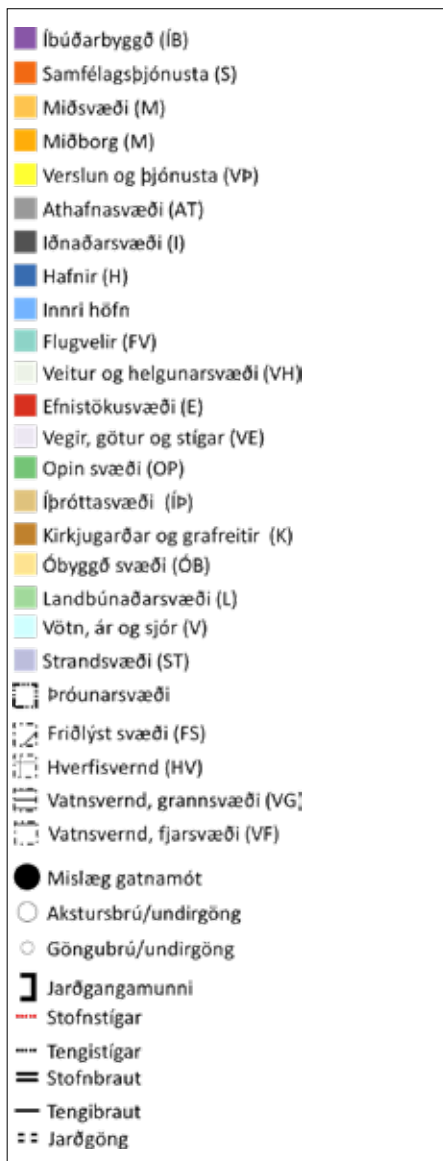 Íbúðarbyggð (ÍB)
Samfélagsþjónusta (S)
Miðsvæði (M)
Miðborg (M)
Verslun og þjónusta (VÞ)
Athafnasvæði (AT)
Iðnaðarsvæði (I)
Hafnir (H)
Innri höfn
Flugvelir (FV)
Veitur og helgunarsvæði (VH)
Efnistökusvæði (E)
Vegir, götur og stígar (VE)
Opin svæði (OP)
Íþróttasvæði (ÍÞ)
Kirkjugarðar og grafreitir (K)
Óbyggð svæði (ÓB)
Landbúnaðarsvæði (L)
Vötn, ár og sjór (V)
Strandsvæði (ST)
Þróunarsvæði
Friðlýst svæði (FS)
Hverfisvernd (HV)
Vatnsvernd, grannsvæði (VG)
Vatnsvernd, fjarsvæði (VF)
Mislæg gatnamót
Akstursbrú/undirgöng
Göngubrú/undirgöng
Jarðgangamunni
Stofnstígar
Tengistígar
Stofnbraut
Tengibraut
Jarðgöng